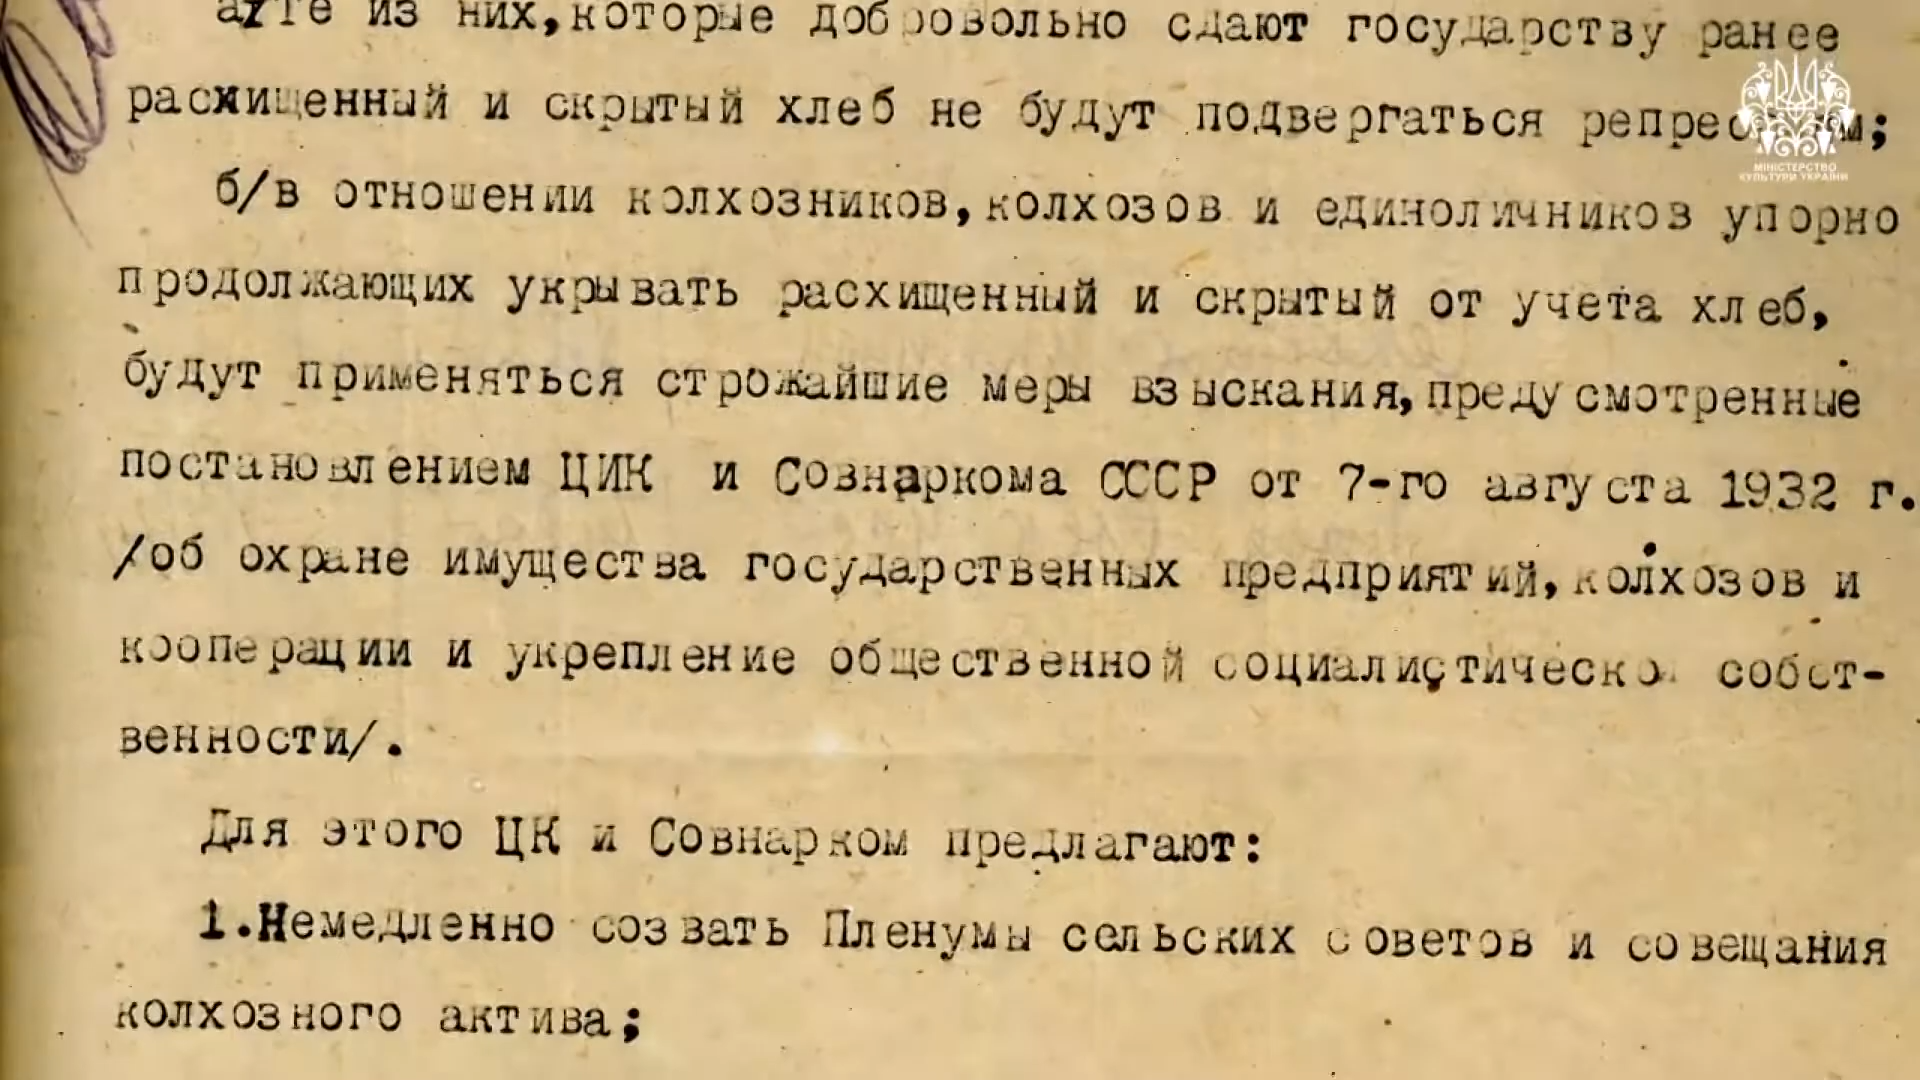 а/те из них,которые добровольно сдают государству ранее
расхищенный и скрытый хлеб не будут подвергаться
б/в отношении колхозников,колхозов и единоличников упорно
продолжающих укрывать расхищенный и скрытый от учета хлеб,
будут применяться строжайшие меры взыскания,предусмотренные
постановлением ЦИК и Совнаркома СССР от 7-го августа 1932 г.
/об охране имущества государственных предприятий,колхозов и
кооперации и укрепление общественной социалистической собст-
венности/.
Для этого ЦК и Совнарком предлагают:
1.Немедленно созвать Пленумы сельских советов и совещания
колхозного актива;
МІНІСТЕРСТВО
КУЛЬТУРИ УКРАЇНИ